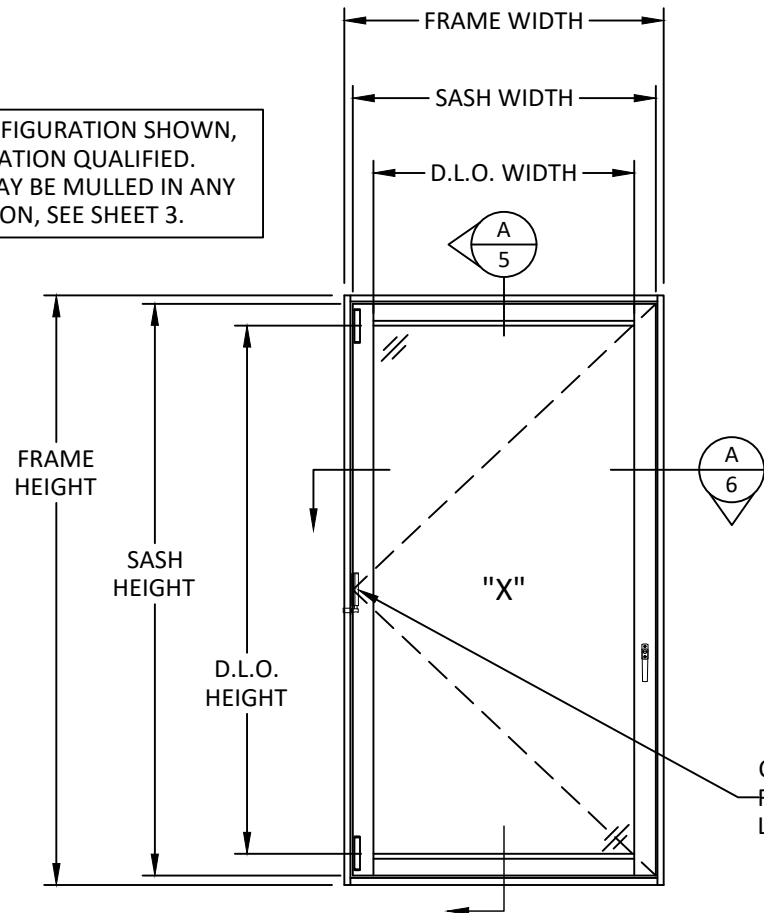 FRAME WIDTH
SASH WIDTH
FIGURATION SHOWN,
ATION QUALIFIED.
AY BE MULLED IN ANY
ON, SEE SHEET 3.
D.L.O. WIDTH
A
5
FRAME
HEIGHT
A
6
SASH
HEIGHT
"X"
D.L.O.
HEIGHT